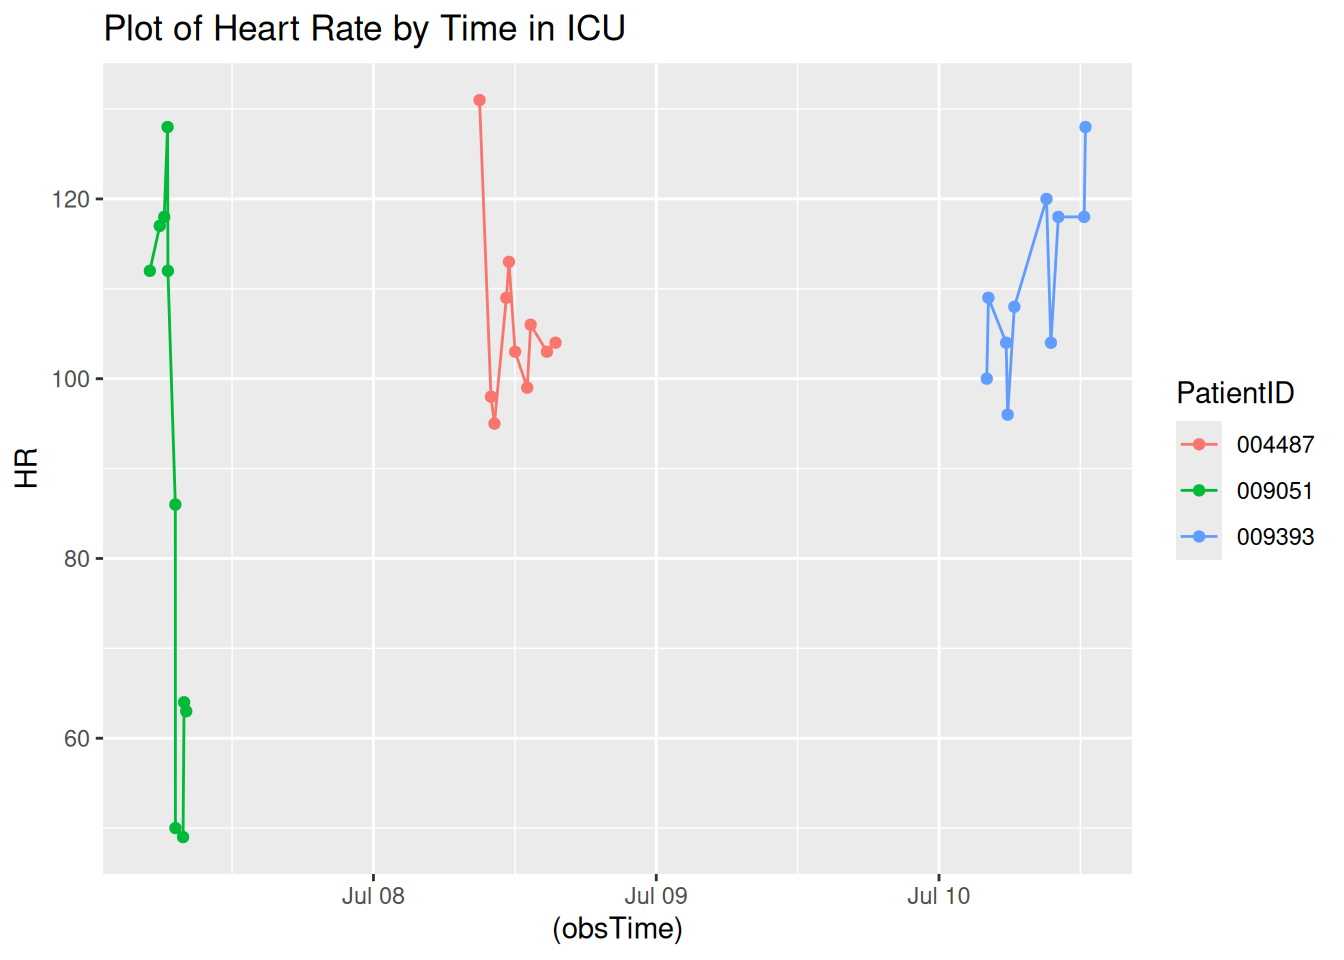 Plot of Heart Rate by Time in ICU
120
100
80
60
HR
Jul 08
Jul 09
Jul 10
(obsTime)
PatientID
004487
009051
009393